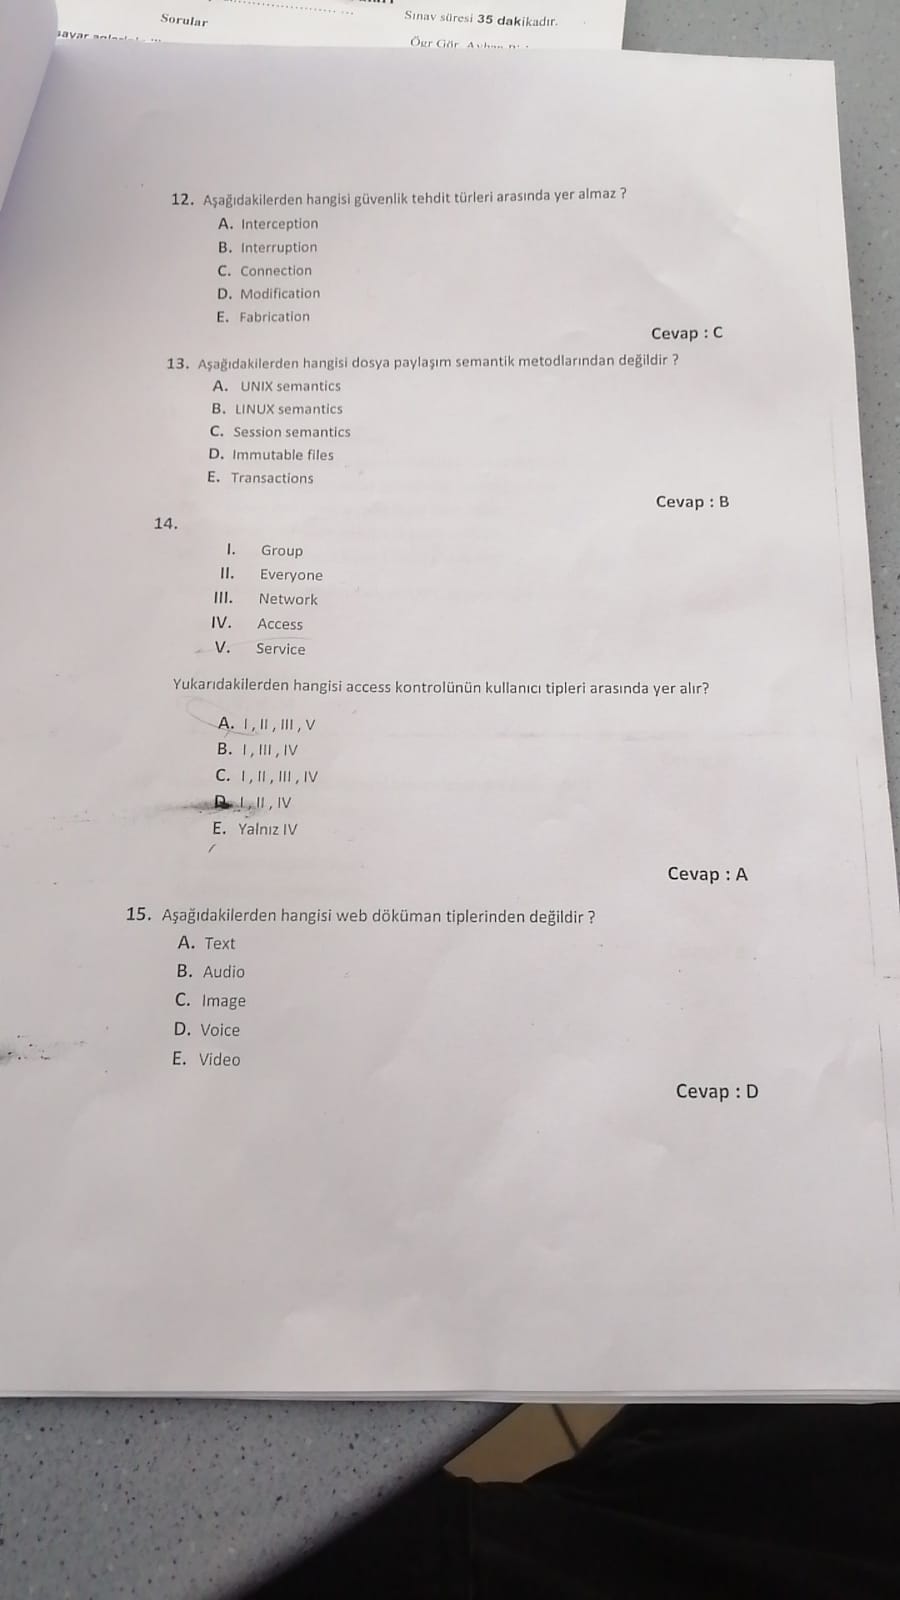 Sorular
Sınav süresi 35 dakikadır.
Öğr Gör
12. Aşağıdakilerden hangisi güvenlik tehdit türleri arasında yer almaz ?
A. Interception
B. Interruption
C. Connection
D. Modification
E. Fabrication
Cevap : C
13. Aşağıdakilerden hangisi dosya paylaşım semantik metodlarından değildir ?
A. UNIX semantics
B. LINUX semantics
C. Session semantics
D. Immutable files
E. Transactions
Cevap : B
14.
I. Group
II. Everyone
III. Network
IV. Access
V. Service
Yukarıdakilerden hangisi access kontrolünün kullanıcı tipleri arasında yer alır?
A. I , II , III , V
B. I , III , IV
C. I , II , III , IV
D. I , II , IV
E. Yalnız IV
Cevap : A
15. Aşağıdakilerden hangisi web döküman tiplerinden değildir ?
A. Text
B. Audio
C. Image
D. Voice
E. Video
Cevap : D